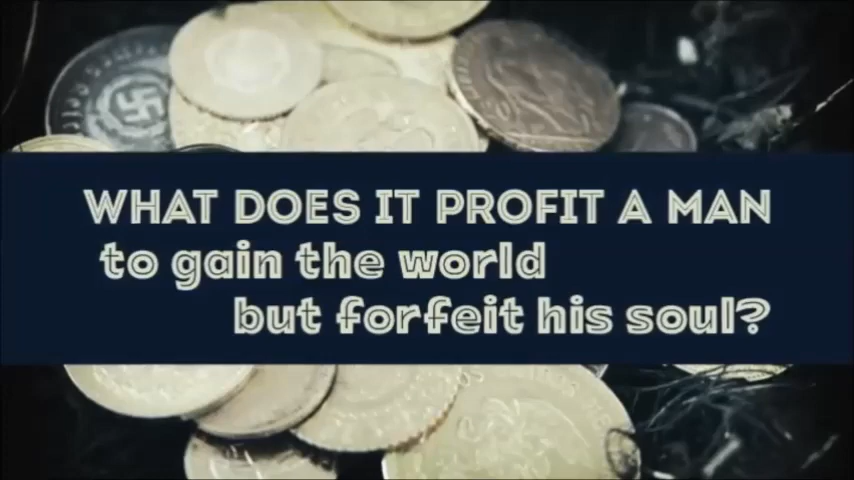 WHAT DOES IT PROFIT A MAN
to gain the world
but forfeit his soul?